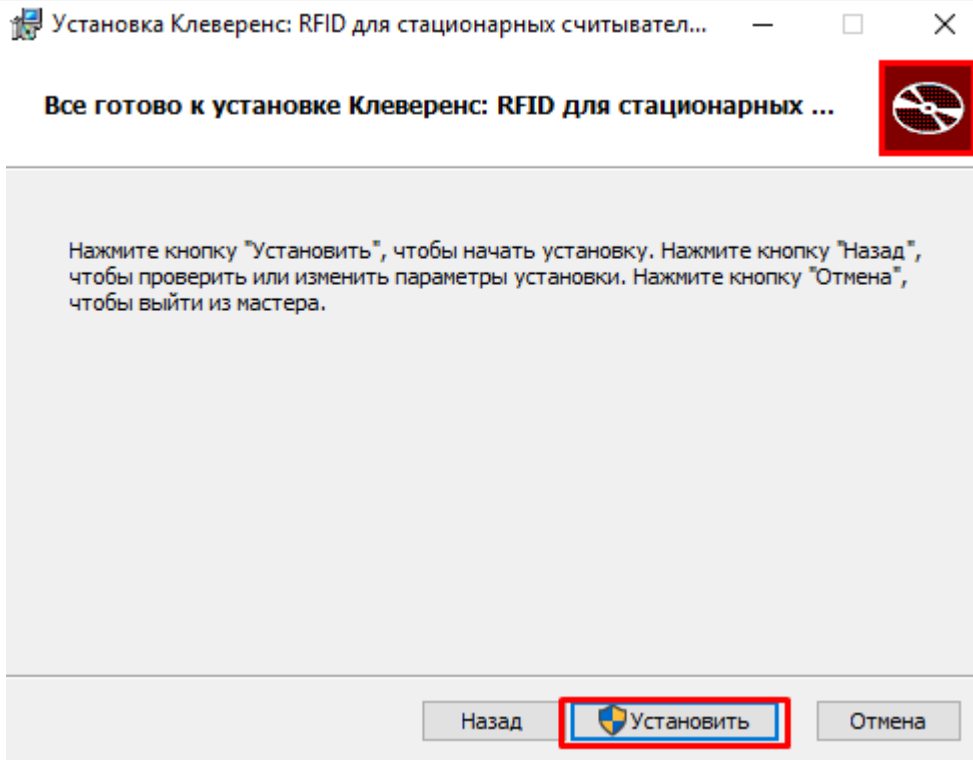 Установка Клеверенс: RFID для стационарных считывател...
Все готово к установке Клеверенс: RFID для стационарных ...
Нажмите кнопку "Установить", чтобы начать установку. Нажмите кнопку "Назад",
чтобы проверить или изменить параметры установки. Нажмите кнопку "Отмена",
чтобы выйти из мастера.
Назад
Установить
Отмена